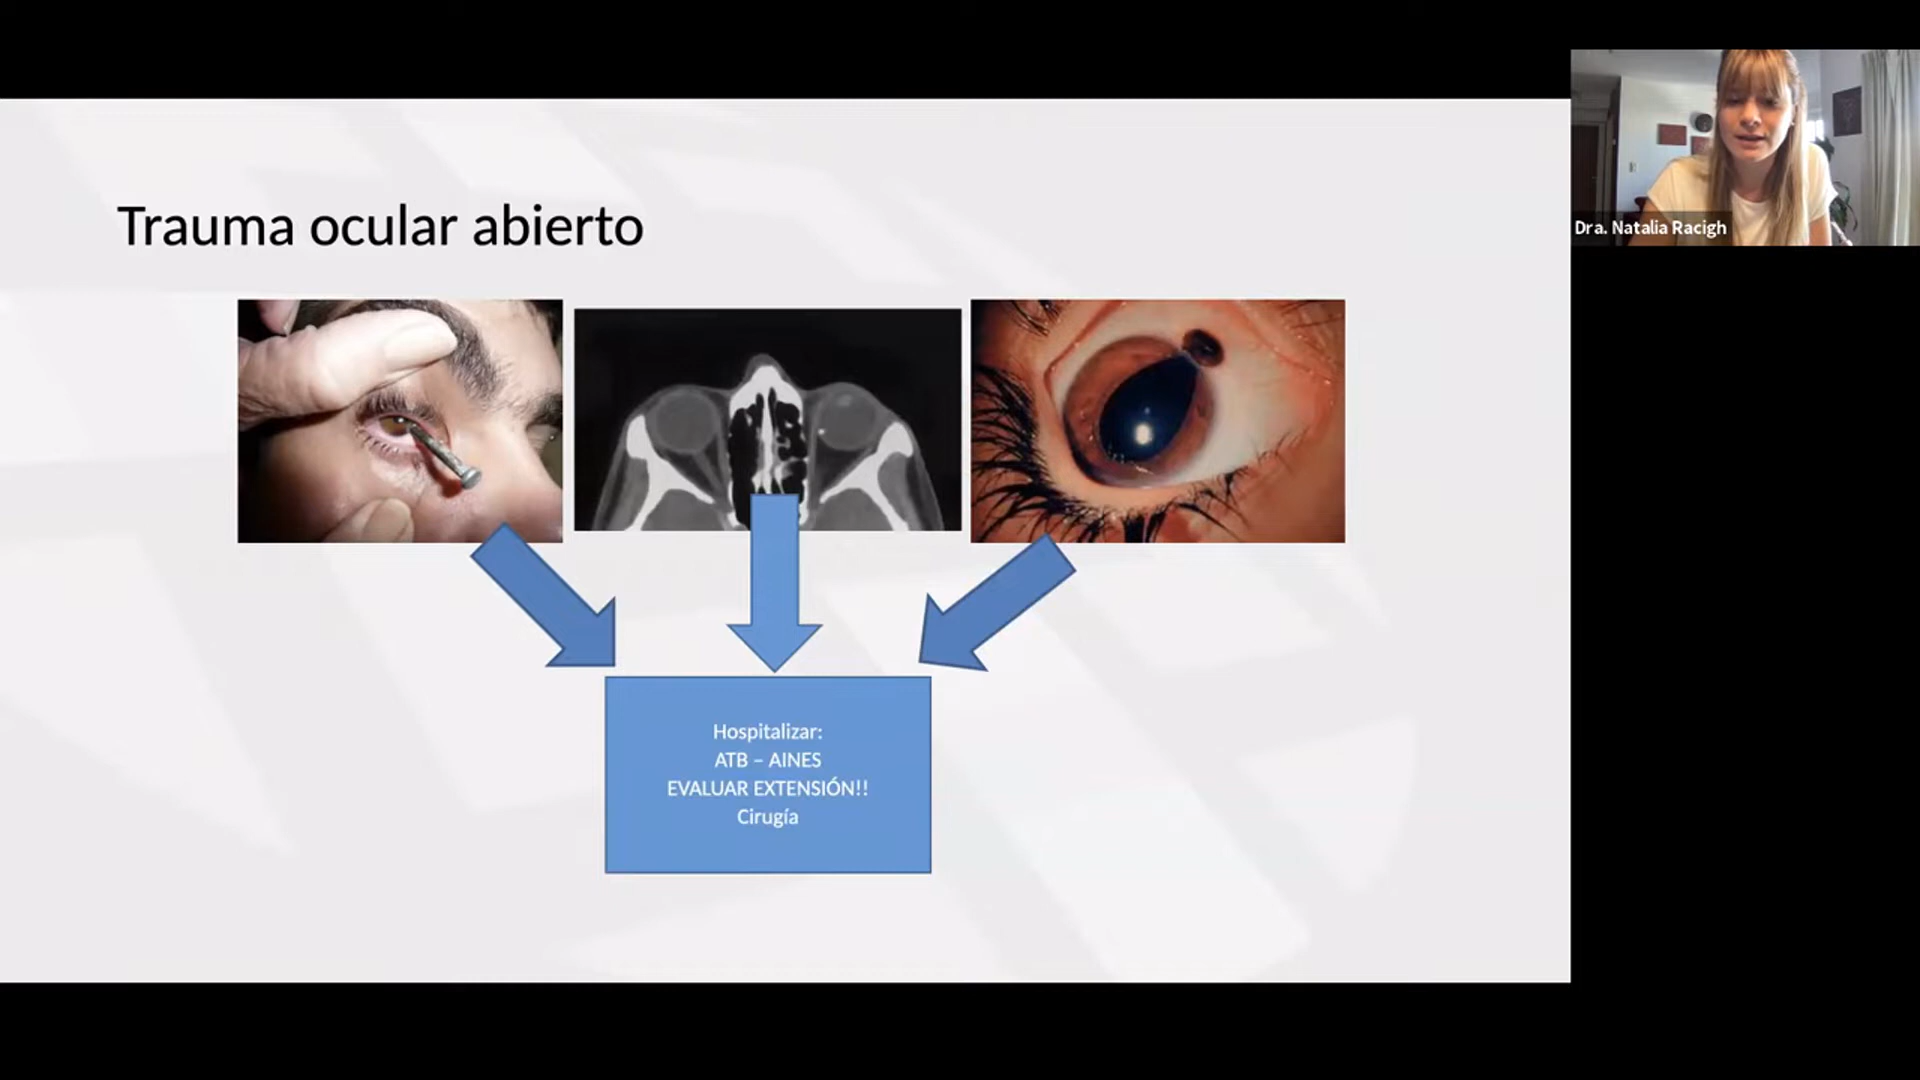 Trauma ocular abierto
Dra. Natalia Racigh
Hospitalizar:
ATB – AINES
EVALUAR EXTENSIÓN!!
Cirugía